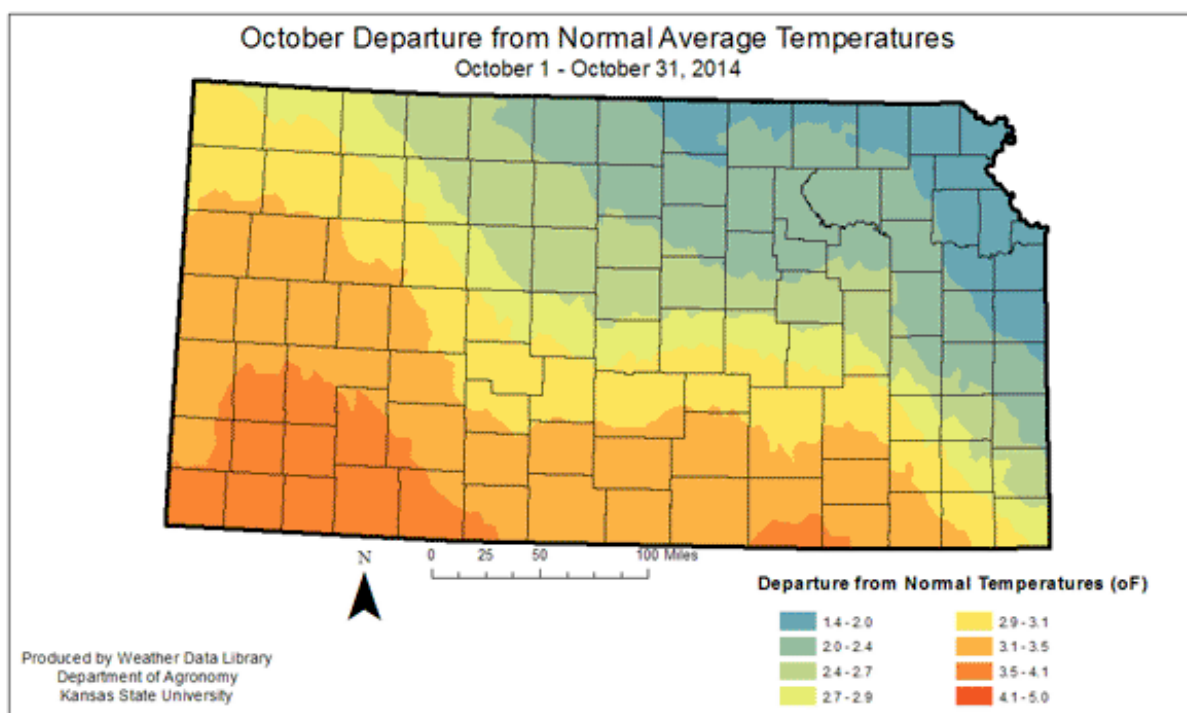 October Departure from Normal Average Temperatures
October 1 - October 31, 2014
N
0 25 50 100 Miles
Departure from Normal Temperatures (oF)
1.4 - 2.0
2.0 - 2.4
2.4 - 2.7
2.7 - 2.9
2.9 - 3.1
3.1 - 3.5
3.5 - 4.1
4.1 - 5.0
Produced by Weather Data Library
Department of Agronomy
Kansas State University